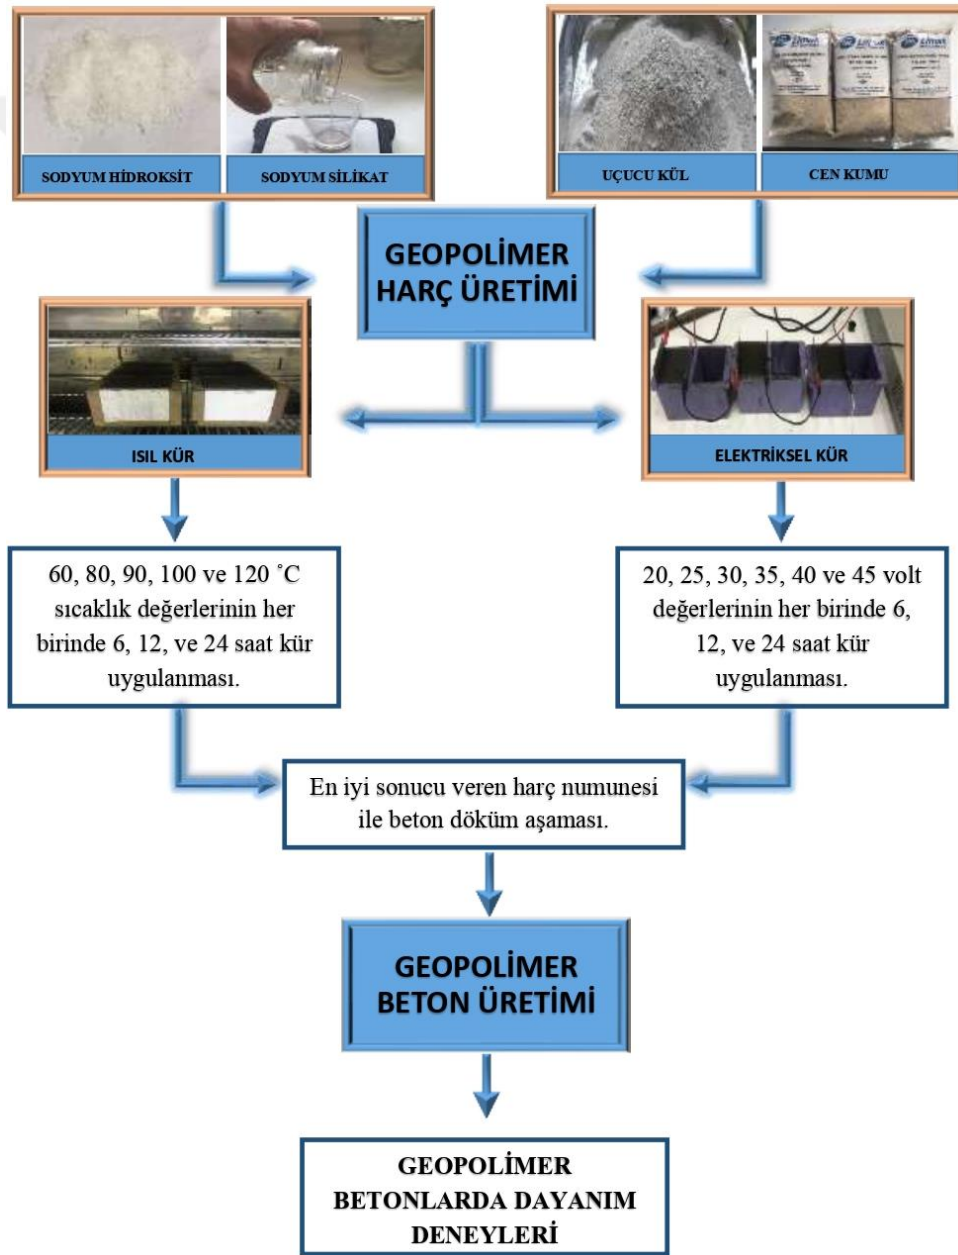 SODYUM HİDROKSİT
SODYUM SİLİKAT
UÇUCU KÜL
CEN KUMU
GEOPOLİMER
HARÇ ÜRETİMİ
ISIL KÜR
ELEKTRİKSEL KÜR
60, 80, 90, 100 ve 120 ˚C
sıcaklık değerlerinin her
birinde 6, 12, ve 24 saat kür
uygulanması.
20, 25, 30, 35, 40 ve 45 volt
değerlerinin her birinde 6,
12, ve 24 saat kür
uygulanması.
En iyi sonucu veren harç numunesi
ile beton döküm aşaması.
GEOPOLİMER
BETON ÜRETİMİ
GEOPOLİMER
BETONLARDA DAYANIM
DENEYLERİ